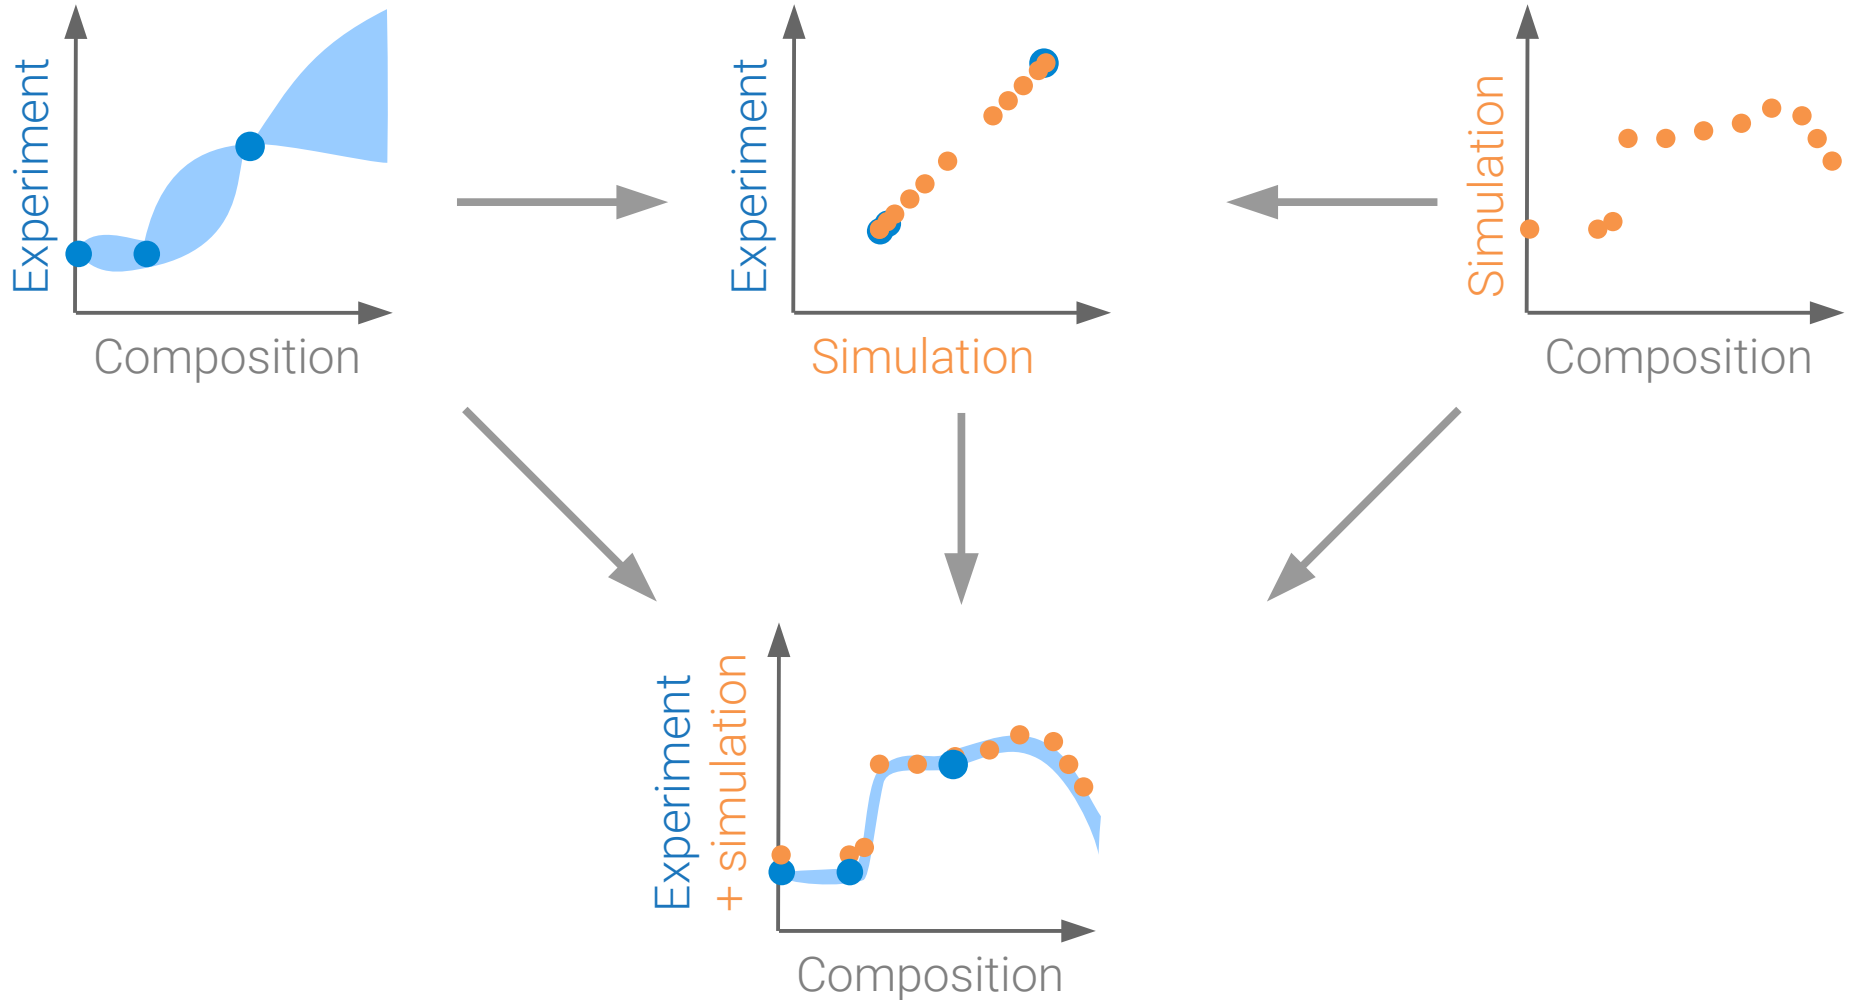 Experiment
Composition
Experiment
Simulation
Simulation
Composition
Experiment
+ simulation
Composition